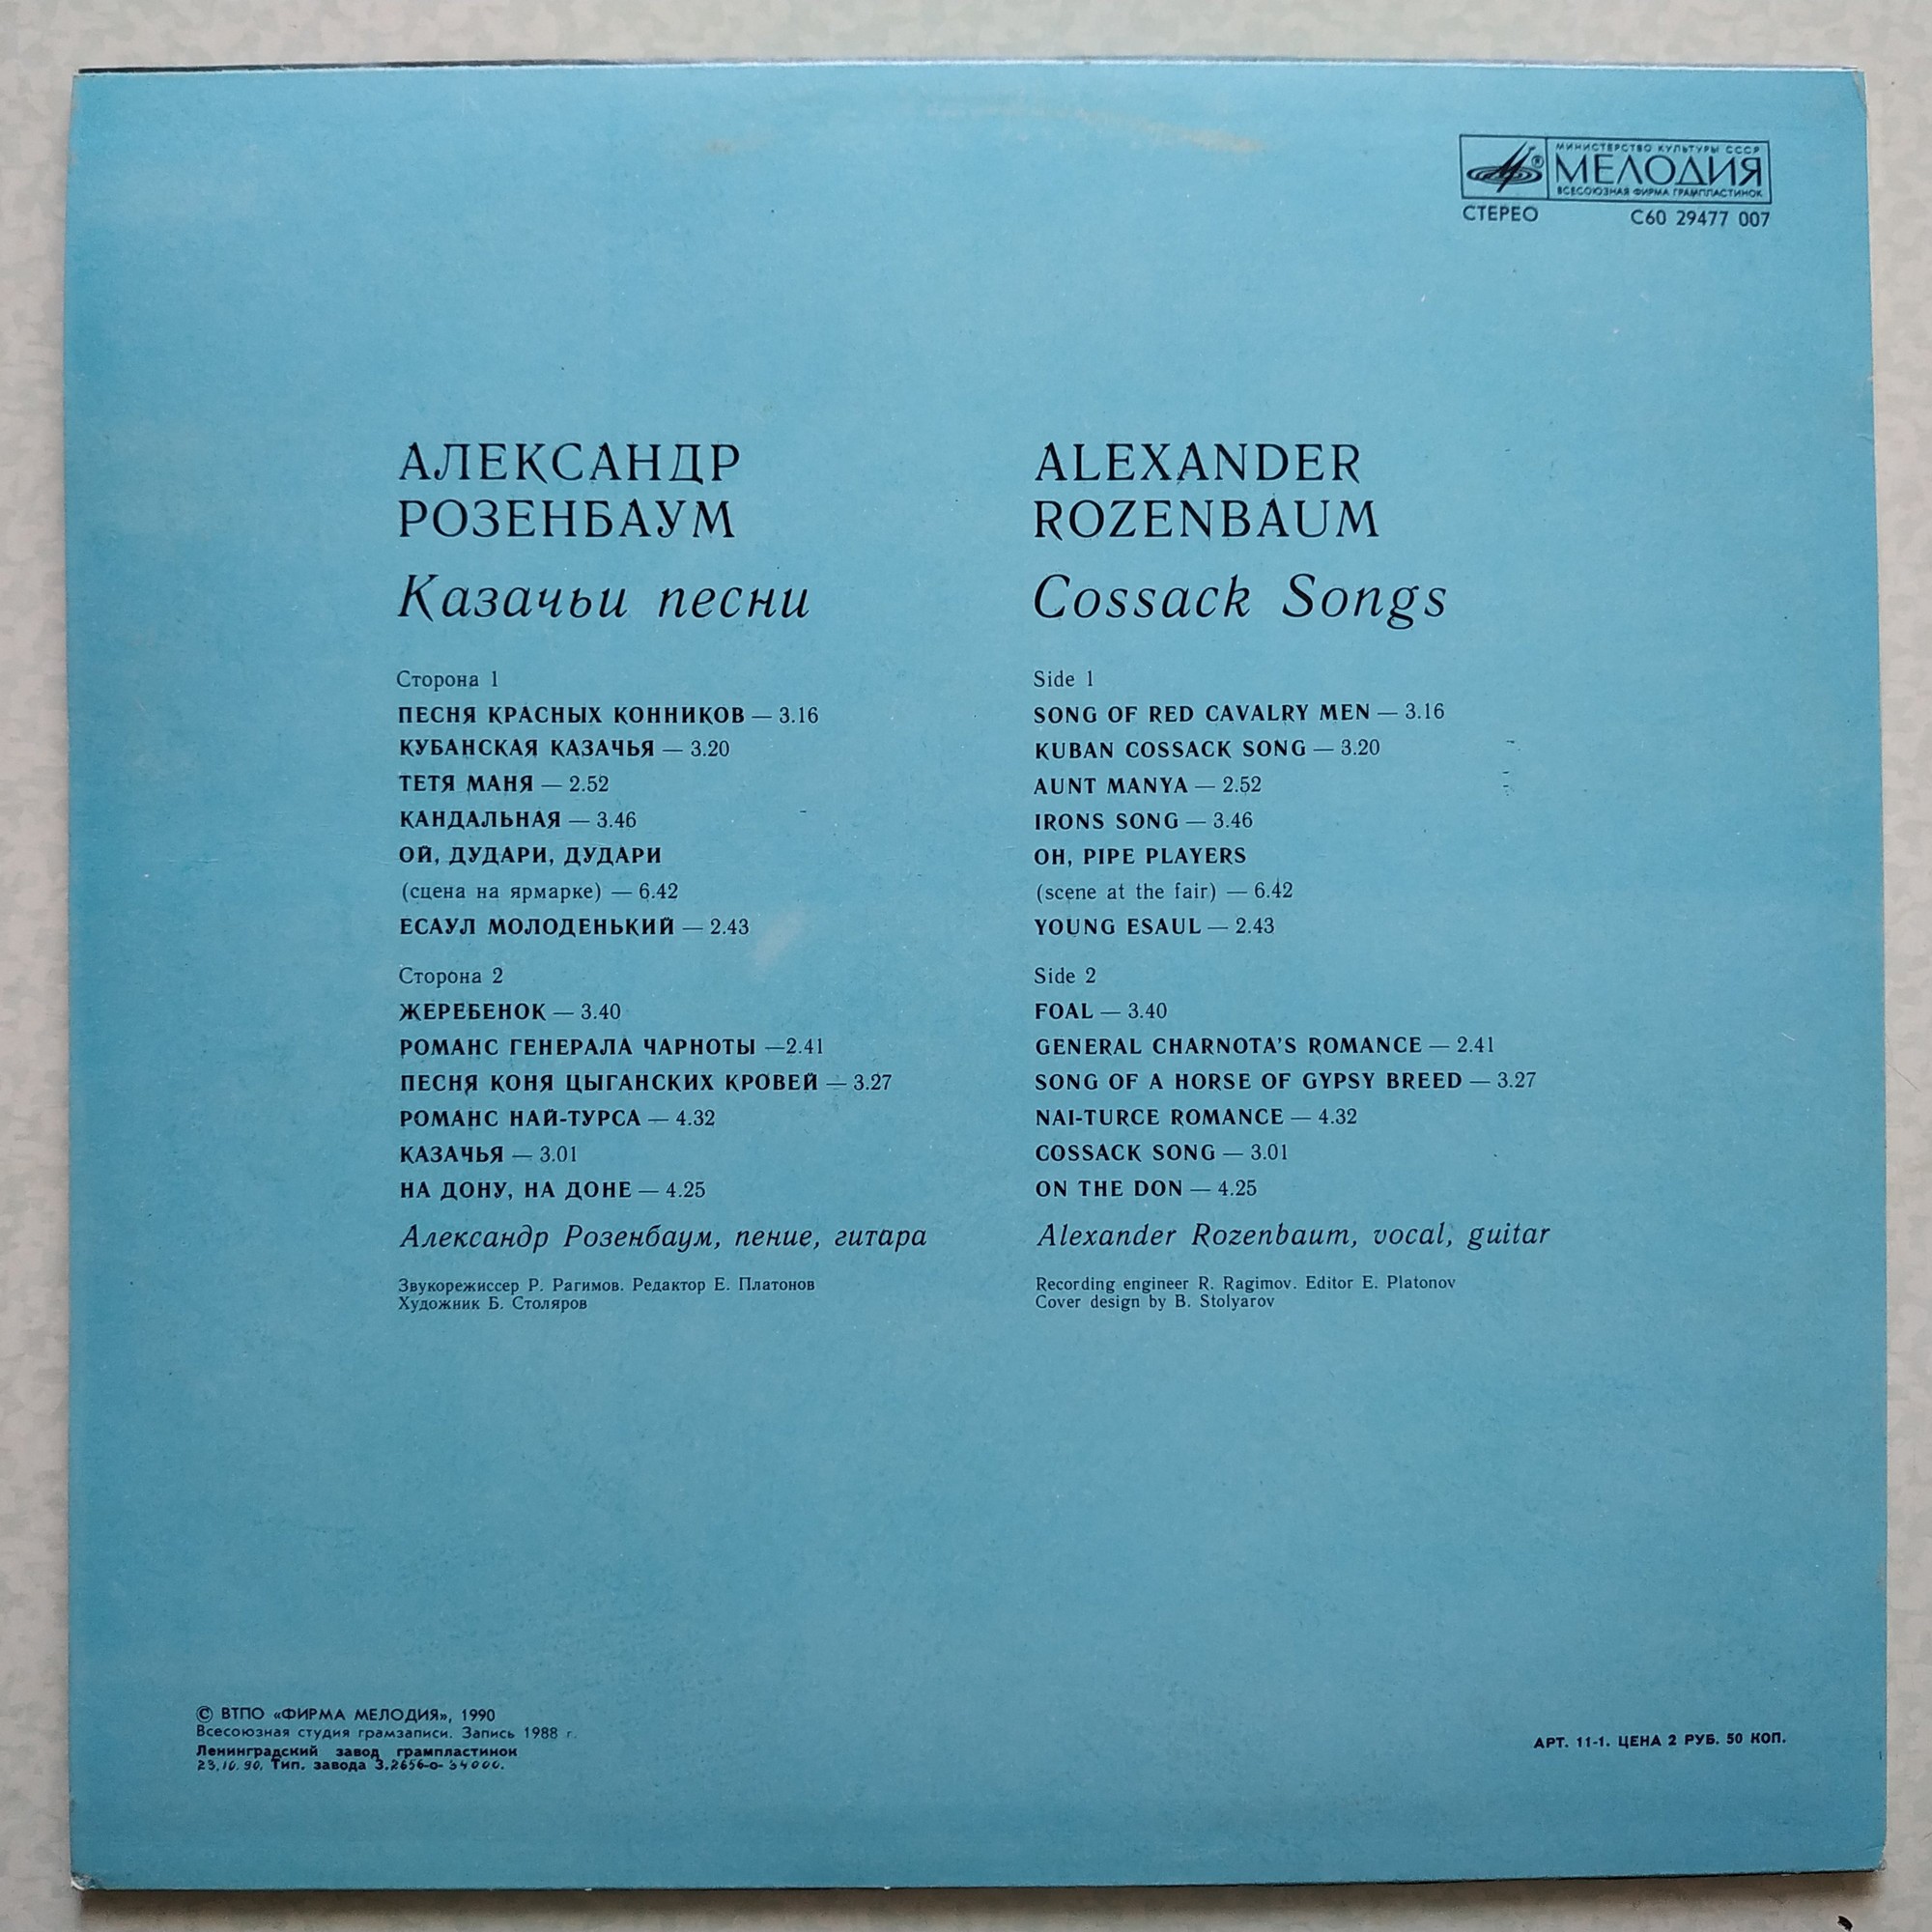 МИНИСТЕРСТВО КУЛЬТУРЫ СССР
МЕЛОДИЯ
ВСЕСОЮЗНАЯ ФИРМА ГРАМПЛАСТИНОК
СТЕРЕО С60 29477 007
АЛЕКСАНДР
РОЗЕНБАУМ
Казачьи песни
Сторона 1
ПЕСНЯ КРАСНЫХ КОННИКОВ — 3.16
КУБАНСКАЯ КАЗАЧЬЯ — 3.20
ТЕТЯ МАНЯ — 2.52
КАНДАЛЬНАЯ — 3.46
ОЙ, ДУДАРИ, ДУДАРИ
(сцена на ярмарке) — 6.42
ЕСАУЛ МОЛОДЕНЬКИЙ — 2.43
Сторона 2
ЖЕРЕБЕНОК — 3.40
РОМАНС ГЕНЕРАЛА ЧАРНОТЫ —2.41
ПЕСНЯ КОНЯ ЦЫГАНСКИХ КРОВЕЙ — 3.27
РОМАНС НАЙ-ТУРСА — 4.32
КАЗАЧЬЯ — 3.01
НА ДОНУ, НА ДОНЕ — 4.25
Александр Розенбаум, пение, гитара
Звукорежиссер Р. Рагимов. Редактор Е. Платонов
Художник Б. Столяров
ALEXANDER
ROZENBAUM
Cossack Songs
Side 1
SONG OF RED CAVALRY MEN — 3.16
KUBAN COSSACK SONG — 3.20
AUNT MANYA — 2.52
IRONS SONG — 3.46
OH, PIPE PLAYERS
(scene at the fair) — 6.42
YOUNG ESAUL — 2.43
Side 2
FOAL — 3.40
GENERAL CHARNOTA'S ROMANCE — 2.41
SONG OF A HORSE OF GYPSY BREED — 3.27
NAI-TURCE ROMANCE — 4.32
COSSACK SONG — 3.01
ON THE DON — 4.25
Alexander Rozenbaum, vocal, guitar
Recording engineer R. Ragimov. Editor E. Platonov
Cover design by B. Stolyarov
© ВТПО «ФИРМА МЕЛОДИЯ», 1990
Всесоюзная студия грамзаписи. Запись 1988 г.
Ленинградский завод грампластинок
23.10.90. Тип. завода З.2656-о-34000.
АРТ. 11-1. ЦЕНА 2 РУБ. 50 КОП.